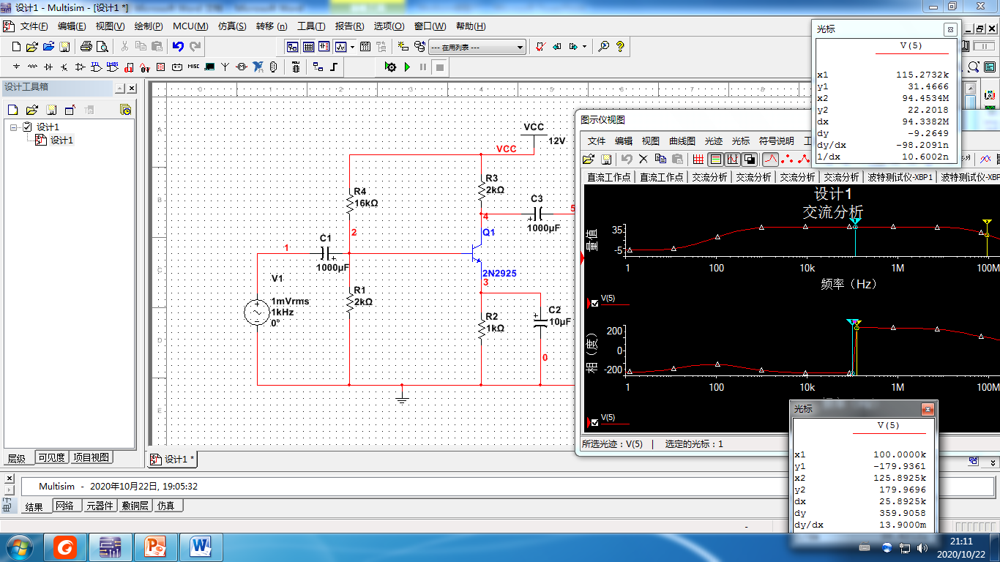 设计1 - Multisim - [设计1 *]
文件(F) 编辑(E) 视图(V) 绘制(P) MCU(M) 仿真(S) 转移 (n) 工具(T) 报告(R) 选项(O) 窗口(W) 帮助(H)
--- 在用列表 ---
MISC
设计工具箱
设计1
设计1
层级 可见度 项目视图
0 1 2 3 4 5 6 7 8
A
B
C
D
E
VCC
12V
VCC
R3
2kΩ
R4
16kΩ
C3
1000µF
5
4
Q1
2
C1
1000µF
1
2N2925
3
V1
1mVrms
1kHz
0°
R1
2kΩ
C2
10µF
R2
1kΩ
0
设计1 *
图示仪视图
文件 编辑 视图 曲线图 光迹 光标 符号说明
直流工作点 直流工作点 交流分析 交流分析 交流分析 交流分析 波特测试仪-XBP1 波特测试仪-XBP
设计1
交流分析
量值
35
-5
1 100 10k 1M 100M
频率（Hz）
V(5)
相（度）
200
0
-200
1 100 10k 1M 100M
V(5)
所选光迹：V(5) | 选定的光标：1
光标
V(5)
x1 115.2732k
y1 31.4666
x2 94.4534M
y2 22.2018
dx 94.3382M
dy -9.2649
dy/dx -98.2091n
1/dx 10.6002n
光标
V(5)
x1 100.0000k
y1 -179.9361
x2 125.8925k
y2 179.9696
dx 25.8925k
dy 359.9058
dy/dx 13.9000m
Multisim - 2020年10月22日, 19:05:32
结果 网络 元器件 敷铜层 仿真
-
21:11
2020/10/22